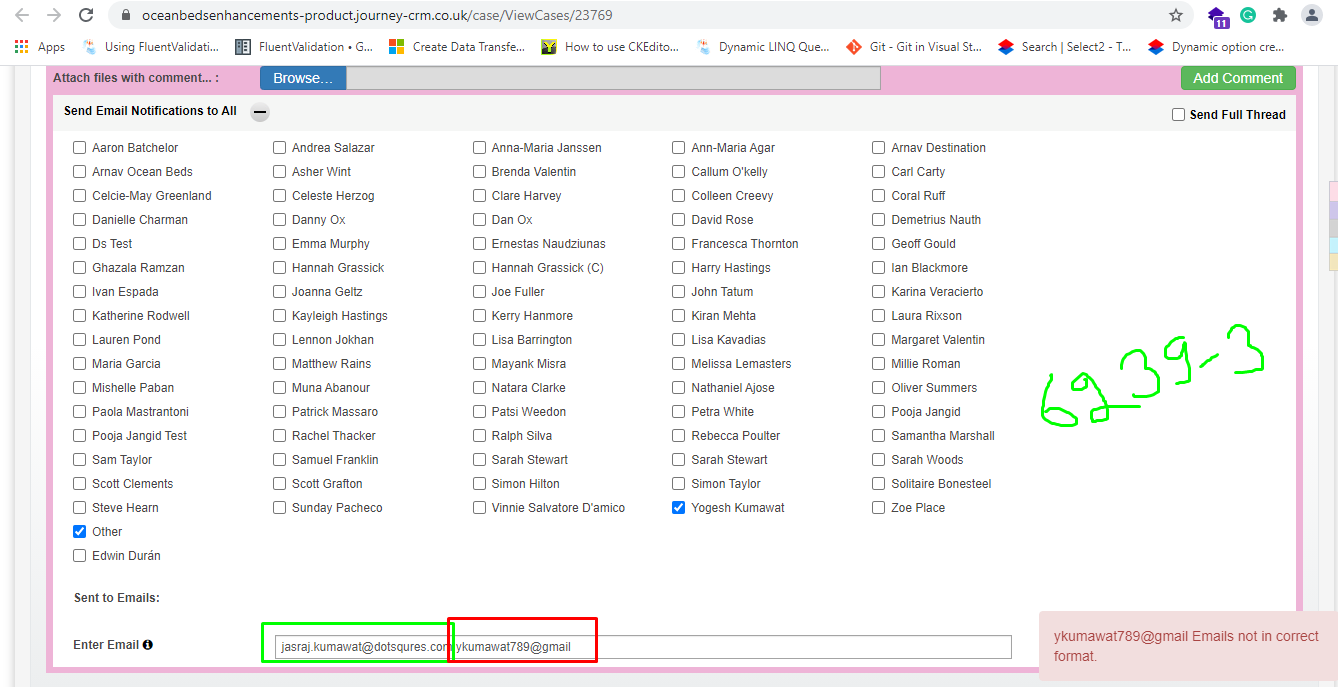 oceanbedsenhancements-product.journey-crm.co.uk/case/ViewCases/23769
11
Apps Using FluentValidati... FluentValidation • G... Create Data Transfe... How to use CKEdito... Dynamic LINQ Que... Git - Git in Visual St... Search | Select2 - T... Dynamic option cre...
Attach files with comment... : Browse... Add Comment
Send Email Notifications to All Send Full Thread
Aaron Batchelor Andrea Salazar Anna-Maria Janssen Ann-Maria Agar Arnav Destination
Arnav Ocean Beds Asher Wint Brenda Valentin Callum O'kelly Carl Carty
Celcie-May Greenland Celeste Herzog Clare Harvey Colleen Creevy Coral Ruff
Danielle Charman Danny Ox Dan Ox David Rose Demetrius Nauth
Ds Test Emma Murphy Ernestas Naudziunas Francesca Thornton Geoff Gould
Ghazala Ramzan Hannah Grassick Hannah Grassick (C) Harry Hastings Ian Blackmore
Ivan Espada Joanna Geltz Joe Fuller John Tatum Karina Veracierto
Katherine Rodwell Kayleigh Hastings Kerry Hanmore Kiran Mehta Laura Rixson
Lauren Pond Lennon Jokhan Lisa Barrington Lisa Kavadias Margaret Valentin
Maria Garcia Matthew Rains Mayank Misra Melissa Lemasters Millie Roman
Mishelle Paban Muna Abanour Natara Clarke Nathaniel Ajose Oliver Summers
Paola Mastrantoni Patrick Massaro Patsi Weedon Petra White Pooja Jangid
Pooja Jangid Test Rachel Thacker Ralph Silva Rebecca Poulter Samantha Marshall
Sam Taylor Samuel Franklin Sarah Stewart Sarah Stewart Sarah Woods
Scott Clements Scott Grafton Simon Hilton Simon Taylor Solitaire Bonesteel
Steve Hearn Sunday Pacheco Vinnie Salvatore D'amico Yogesh Kumawat Zoe Place
Other
Edwin Durán
Sent to Emails:
Enter Email jasraj.kumawat@dotsqures.com ykumawat789@gmail
ykumawat789@gmail Emails not in correct
format.